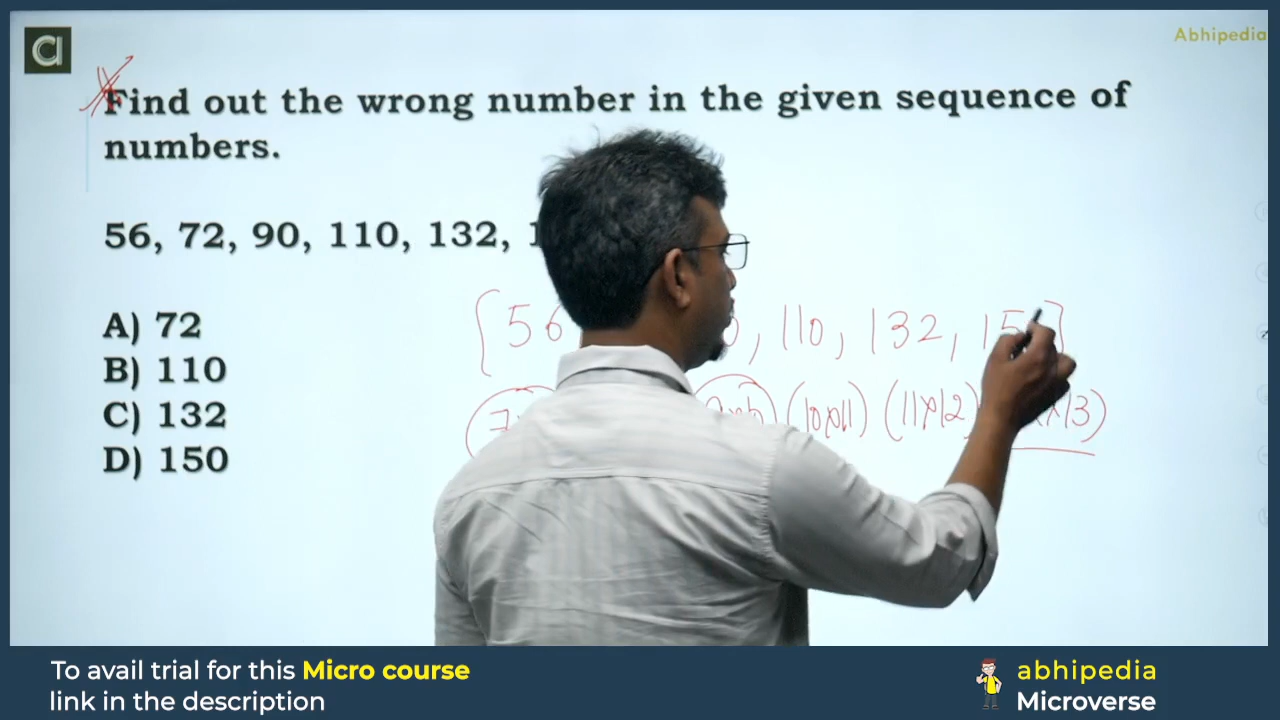 Abhipedia
Find out the wrong number in the given sequence of
numbers.
56, 72, 90, 110, 132,
A) 72
B) 110
C) 132
D) 150
56 , 110, 132,
(10x11) (11x12) x13)
To avail trial for this Micro course
link in the description
abhipedia
Microverse